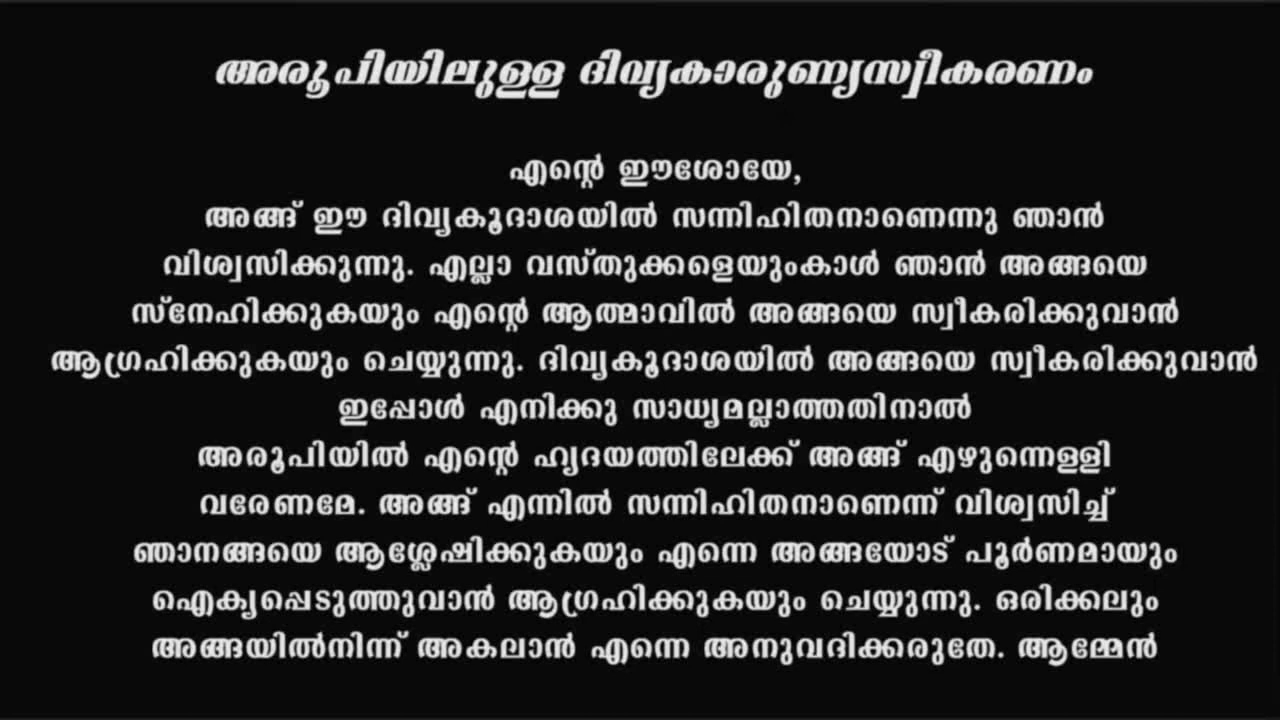 അരൂപിയിലുള്ള ദിവ്യകാരുണ്യസ്വീകരണം
എന്റെ ഈശോയേ,
അങ്ങ് ഈ ദിവ്യകൂദാശയിൽ സന്നിഹിതനാണെന്നു ഞാൻ
വിശ്വസിക്കുന്നു. എല്ലാ വസ്തുക്കളെയുംകാൾ ഞാൻ അങ്ങയെ
സ്നേഹിക്കുകയും എന്റെ ആത്മാവിൽ അങ്ങയെ സ്വീകരിക്കുവാൻ
ആഗ്രഹിക്കുകയും ചെയ്യുന്നു. ദിവ്യകൂദാശയിൽ അങ്ങയെ സ്വീകരിക്കുവാൻ
ഇപ്പോൾ എനിക്കു സാധ്യമല്ലാത്തതിനാൽ
അരൂപിയിൽ എന്റെ ഹൃദയത്തിലേക്ക് അങ്ങ് എഴുന്നെള്ളി
വരേണമേ. അങ്ങ് എന്നിൽ സന്നിഹിതനാണെന്ന് വിശ്വസിച്ച്
ഞാനങ്ങയെ ആശ്ലേഷിക്കുകയും എന്നെ അങ്ങയോട് പൂർണമായും
ഐക്യപ്പെടുത്തുവാൻ ആഗ്രഹിക്കുകയും ചെയ്യുന്നു. ഒരിക്കലും
അങ്ങയിൽനിന്ന് അകലാൻ എന്നെ അനുവദിക്കരുതേ. ആമ്മേൻ